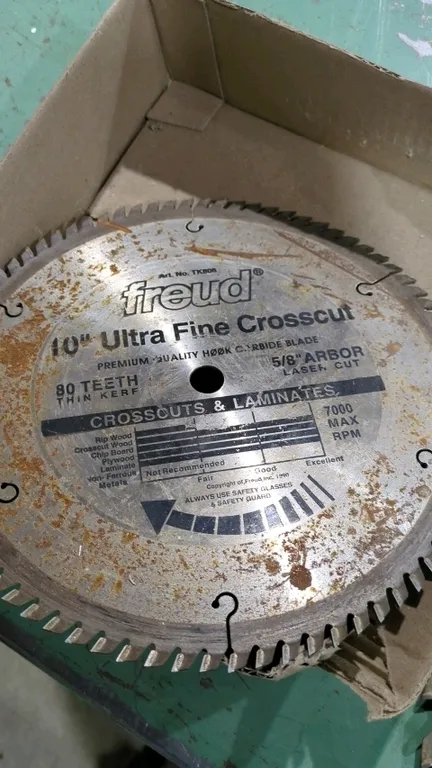 Art. No. TK806
freud®
10" Ultra Fine Crosscut
PREMIUM QUALITY HOOK CARBIDE BLADE
80 TEETH
THIN KERF
5/8" ARBOR
LASER CUT
CROSSCUTS & LAMINATES
Rip Wood
Crosscut Wood
Chip Board
Plywood
Laminate
Non-Ferrous
Metals
Not Recommended
Fair
Good
Excellent
7000
MAX
RPM
Copyright of, Freud, Inc.
ALWAYS USE SAFETY GLASSES
& SAFETY GUARD